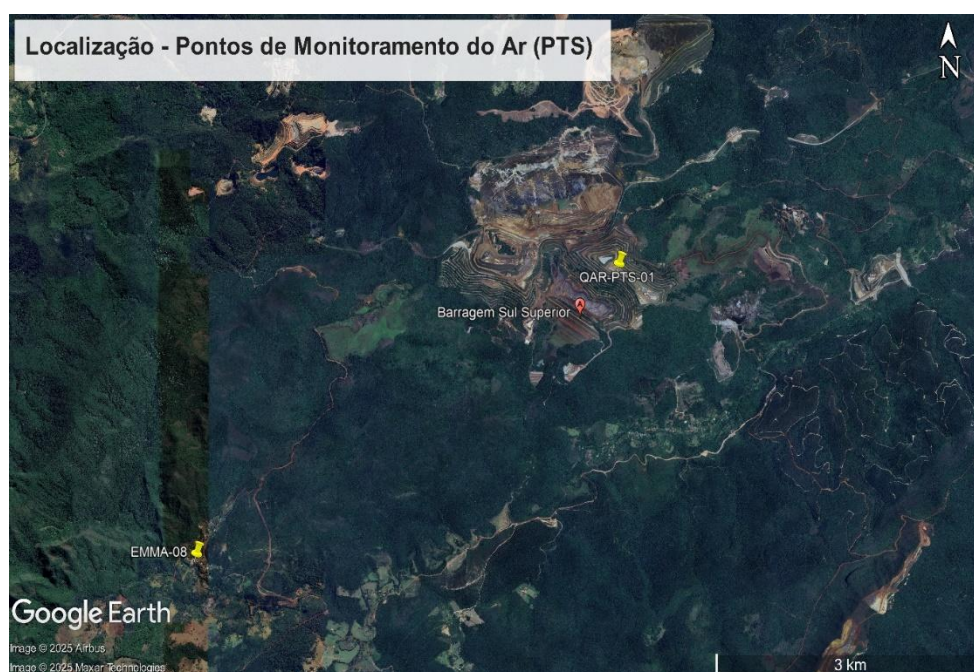 Localização - Pontos de Monitoramento do Ar (PTS)
N
QAR-PTS-01
Barragem Sul Superior
A
EMMA-08
Google Earth
Image © 2025 Airbus
Image © 2025 Maxar Technologies
3 km